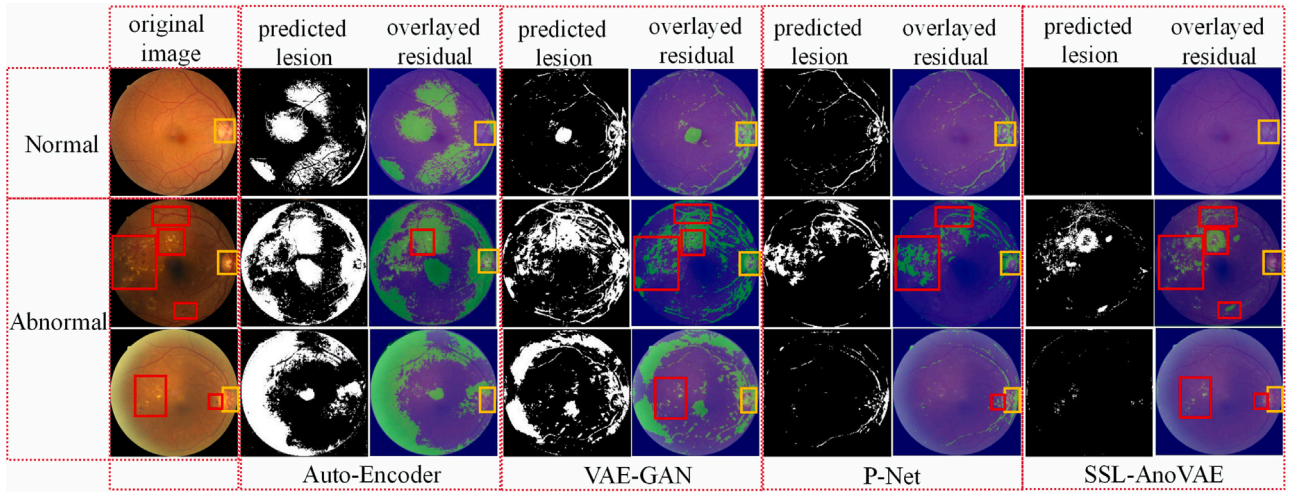 original
image
predicted
lesion
overlayed
residual
predicted
lesion
overlayed
residual
predicted
lesion
overlayed
residual
predicted
lesion
overlayed
residual
Normal
Abnormal
Auto-Encoder
VAE-GAN
P-Net
SSL-AnoVAE